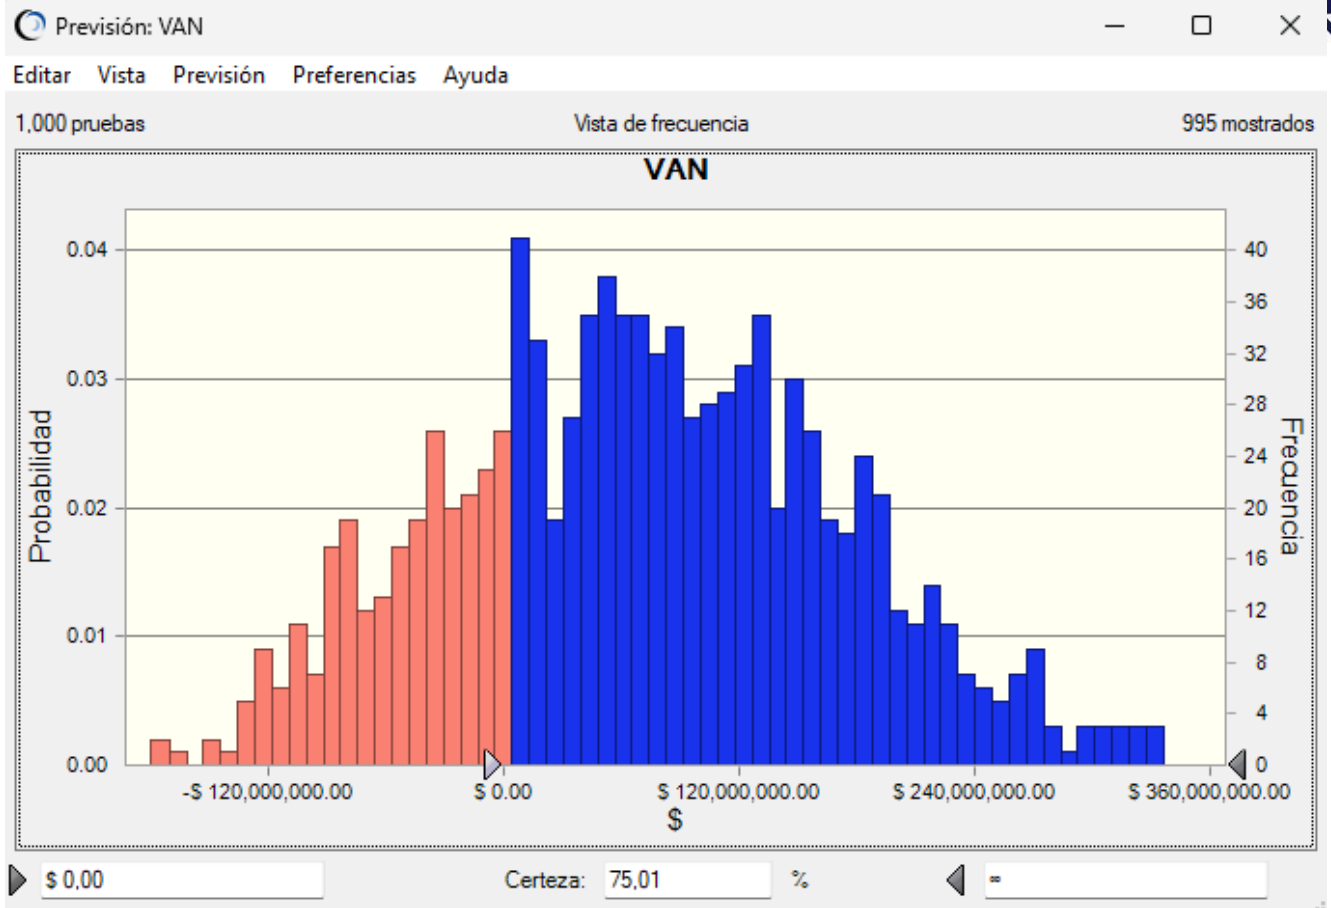 Previsión: VAN
Editar Vista Previsión Preferencias Ayuda
1,000 pruebas Vista de frecuencia 995 mostrados
VAN
0.04 40
36
32
0.03
28
24
0.02 20
16
0.01 12
8
4
0.00 0
Probabilidad
Frecuencia
-$ 120,000,000.00 $ 0.00 $ 120,000,000.00 $ 240,000,000.00 $ 360,000,000.00
$
$ 0,00 Certeza: 75,01 % ∞